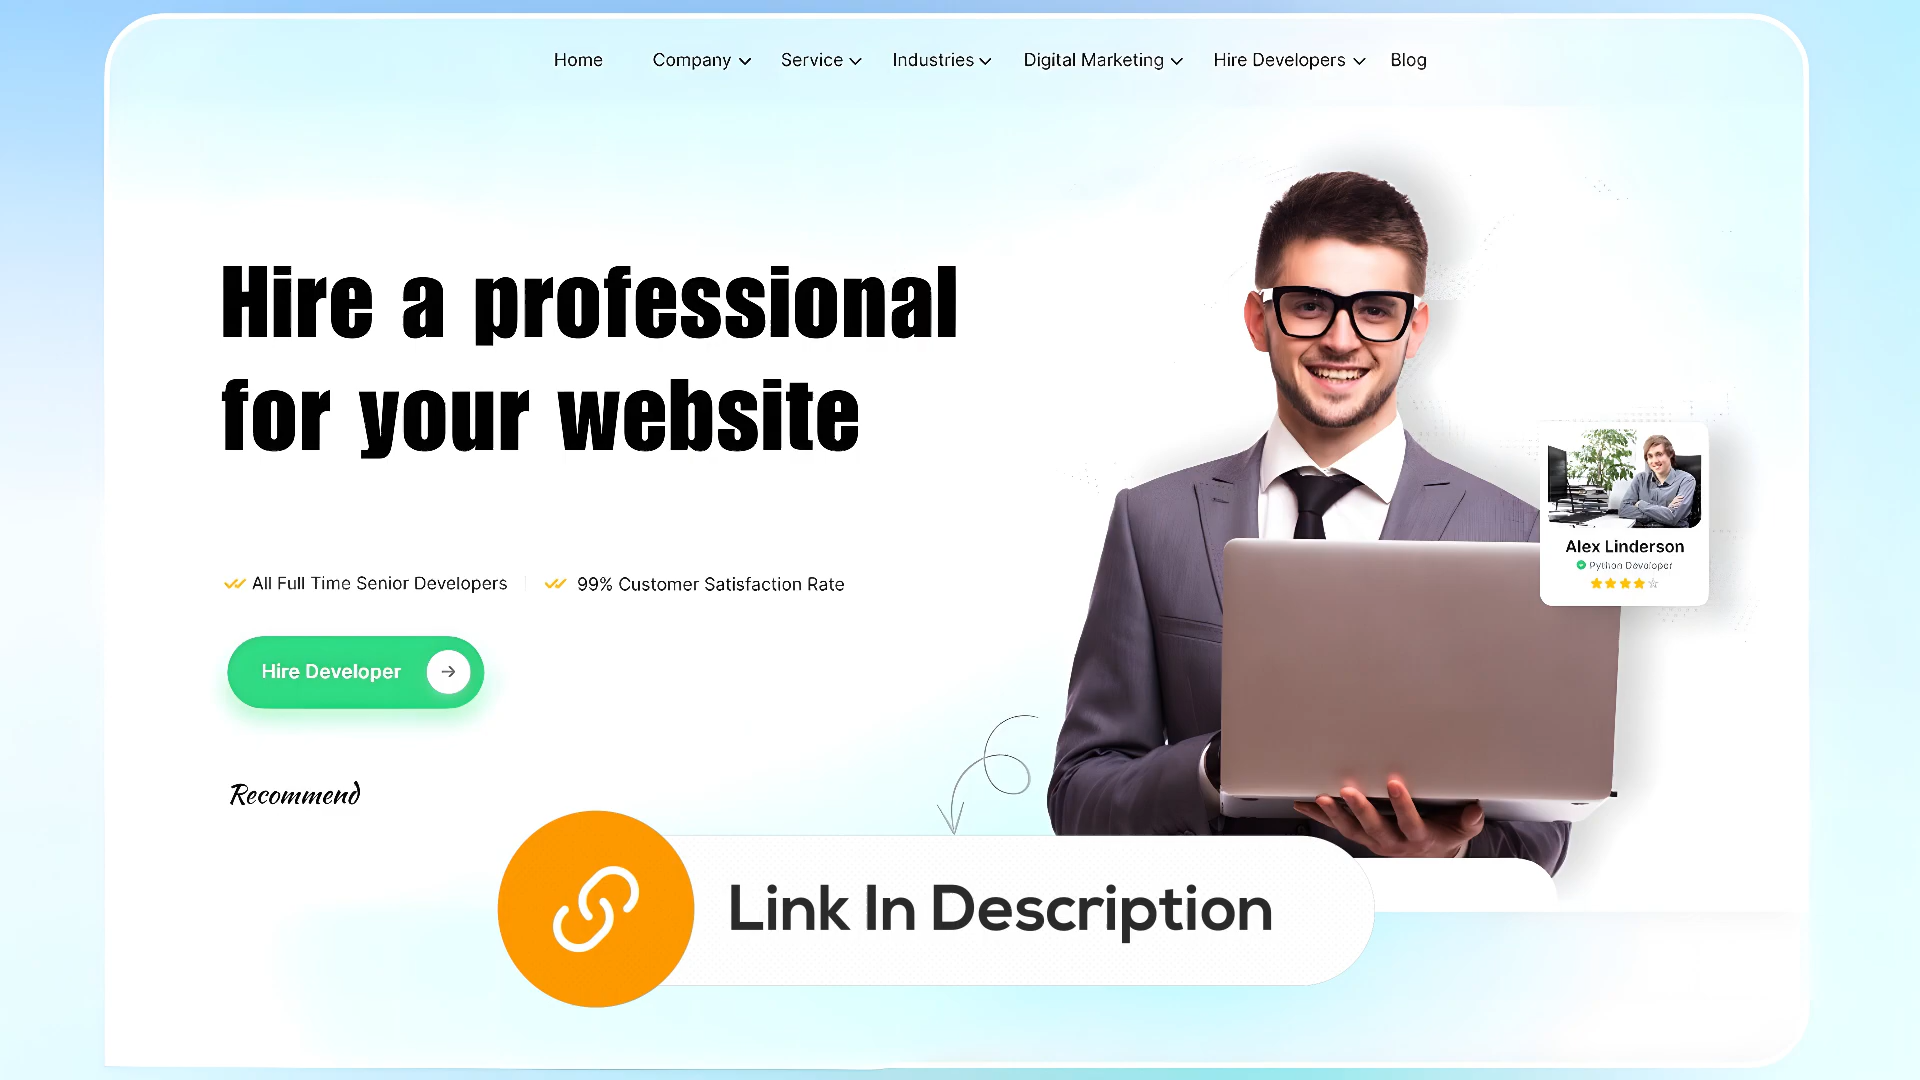 Home Company Service Industries Digital Marketing Hire Developers Blog
Hire a professional
for your website
All Full Time Senior Developers 99% Customer Satisfaction Rate
Hire Developer
Alex Linderson
Python Developer
Recommend
Link In Description